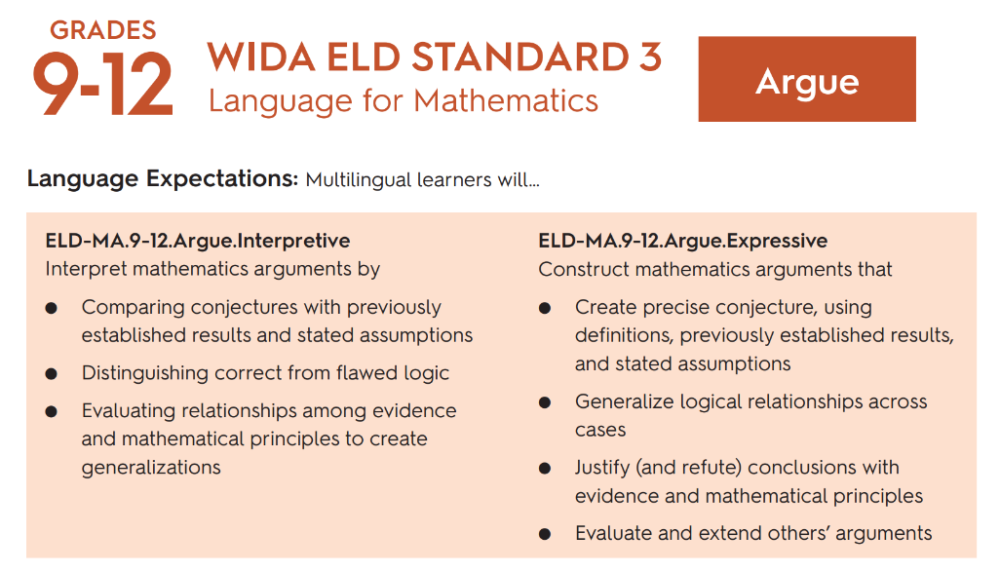 GRADES
9-12
WIDA ELD STANDARD 3
Language for Mathematics
Argue
Language Expectations: Multilingual learners will...
ELD-MA.9-12.Argue.Interpretive
Interpret mathematics arguments by
● Comparing conjectures with previously
established results and stated assumptions
● Distinguishing correct from flawed logic
● Evaluating relationships among evidence
and mathematical principles to create
generalizations
ELD-MA.9-12.Argue.Expressive
Construct mathematics arguments that
● Create precise conjecture, using
definitions, previously established results,
and stated assumptions
● Generalize logical relationships across
cases
● Justify (and refute) conclusions with
evidence and mathematical principles
● Evaluate and extend others’ arguments